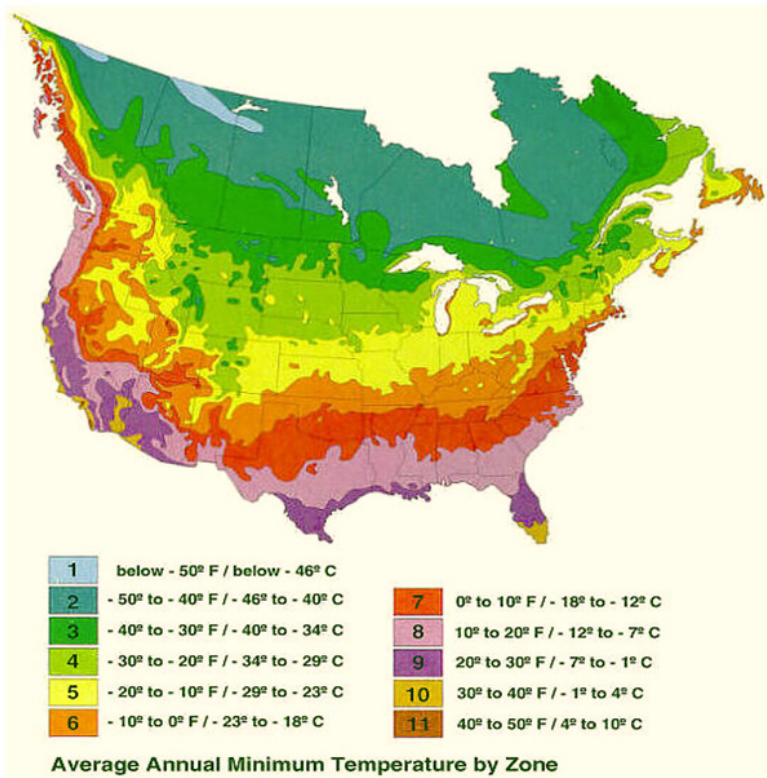 1 below - 50º F / below - 46º C
2 - 50º to - 40º F / - 46º to - 40º C
3 - 40º to - 30º F / - 40º to - 34º C
4 - 30º to - 20º F / - 34º to - 29º C
5 - 20º to - 10º F / - 29º to - 23º C
6 - 10º to 0º F / - 23º to - 18º C
7 0º to 10º F / - 18º to - 12º C
8 10º to 20º F / - 12º to - 7º C
9 20º to 30º F / - 7º to - 1º C
10 30º to 40º F / - 1º to 4º C
11 40º to 50º F / 4º to 10º C
Average Annual Minimum Temperature by Zone